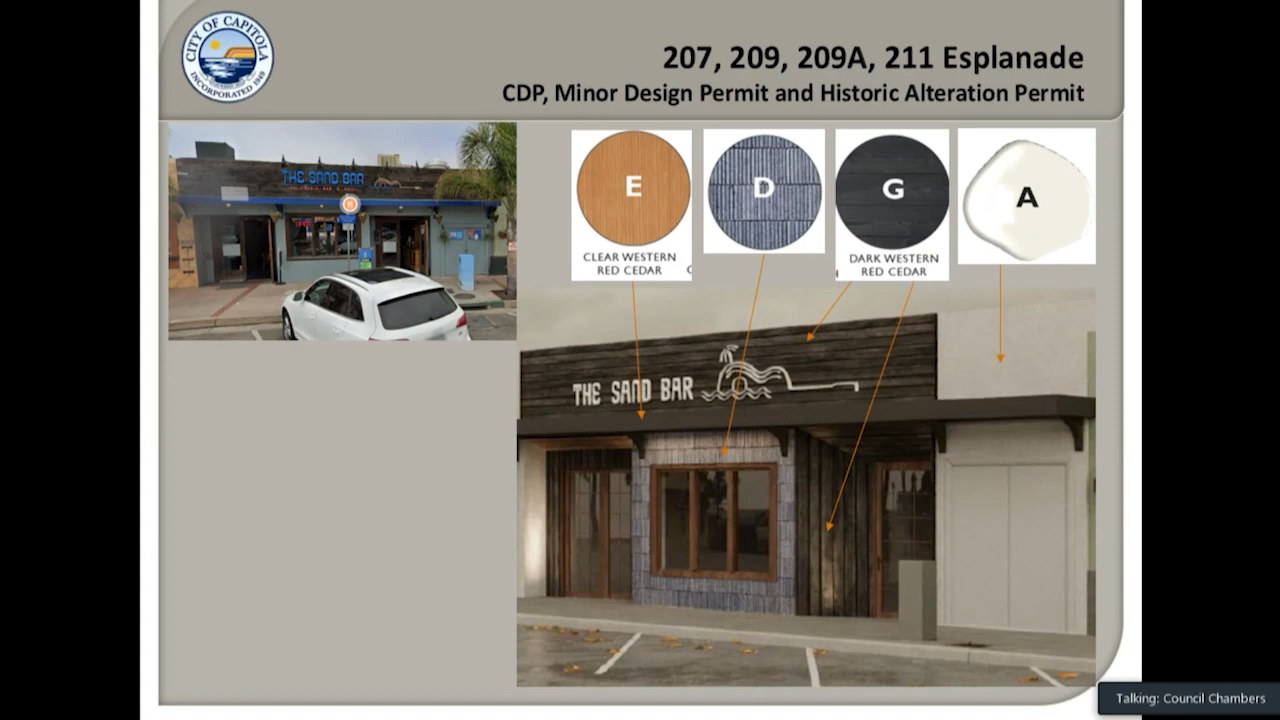 CITY OF CAPITOLA
INCORPORATED 1949
207, 209, 209A, 211 Esplanade
CDP, Minor Design Permit and Historic Alteration Permit
THE SAND BAR
E
D
G
A
CLEAR WESTERN
RED CEDAR
DARK WESTERN
RED CEDAR
THE SAND BAR
Talking: Council Chambers